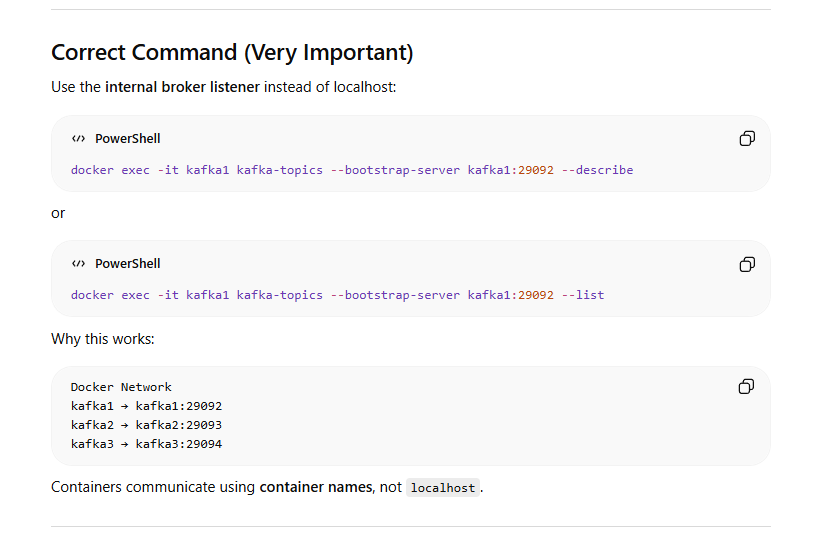 Correct Command (Very Important)
Use the internal broker listener instead of localhost:
PowerShell
docker exec -it kafka1 kafka-topics --bootstrap-server kafka1:29092 --describe
or
PowerShell
docker exec -it kafka1 kafka-topics --bootstrap-server kafka1:29092 --list
Why this works:
Docker Network
kafka1 → kafka1:29092
kafka2 → kafka2:29093
kafka3 → kafka3:29094
Containers communicate using container names, not localhost.